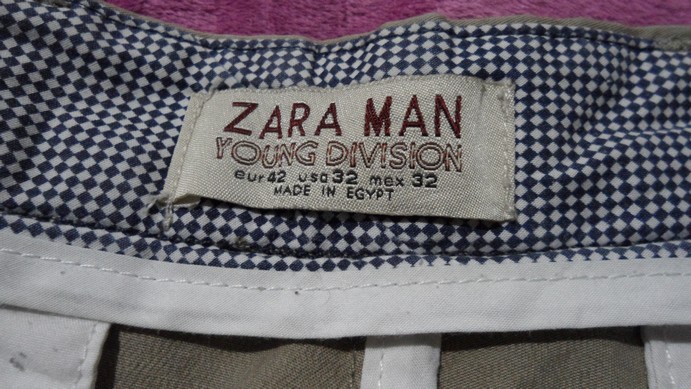 ZARA MAN
YOUNG DIVISION
eur 42 usa 32 mex 32
MADE IN EGYPT